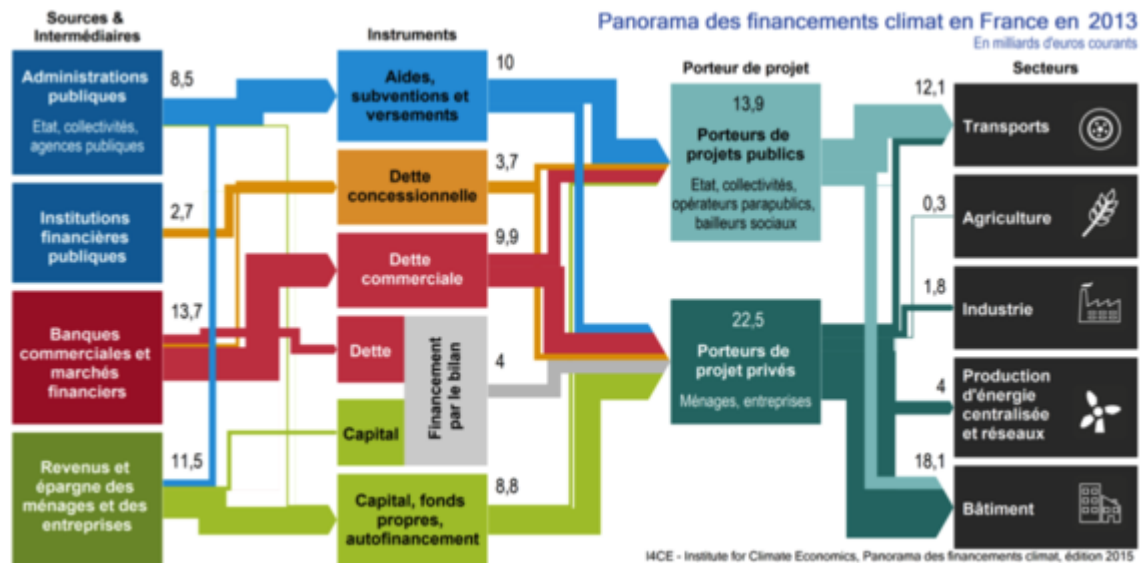 Panorama des financements climat en France en 2013
En milliards d'euros courants
Sources &
Intermédiaires
Instruments
Porteur de projet
Secteurs
Administrations
publiques
Etat, collectivités,
agences publiques
8,5
Institutions
financières
publiques
2,7
Banques
commerciales et
marchés
financiers
13,7
Revenus et
épargne des
ménages et des
entreprises
11,5
Aides,
subventions et
versements
10
Dette
concessionnelle
3,7
Dette
commerciale
9,9
Dette
Capital
Financement
par le bilan
4
Capital, fonds
propres,
autofinancement
8,8
13,9
Porteurs de
projets publics
Etat, collectivités,
opérateurs parapublics,
bailleurs sociaux
22,5
Porteurs de
projet privés
Ménages, entreprises
12,1
Transports
0,3
Agriculture
1,8
Industrie
4
Production
d'énergie
centralisée
et réseaux
18,1
Bâtiment
I4CE - Institute for Climate Economics, Panorama des financements climat, édition 2015